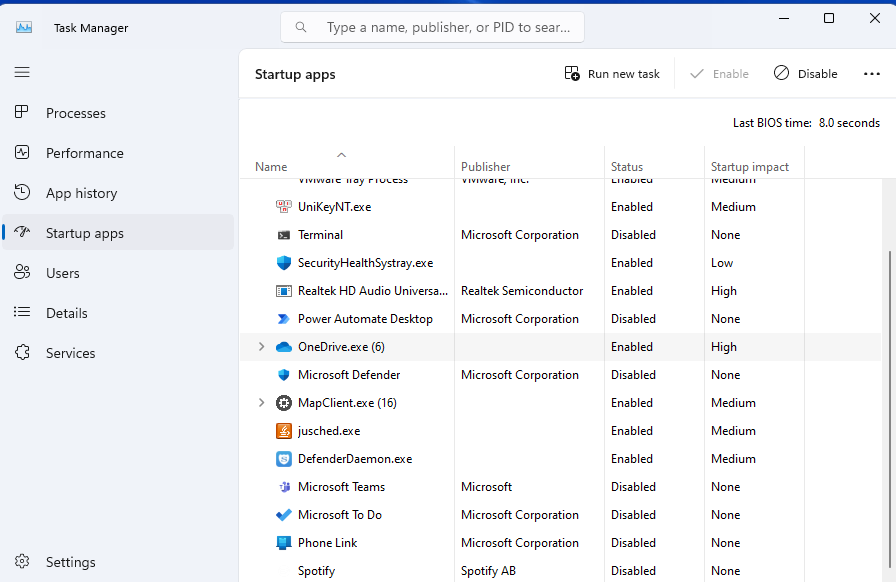 Task Manager
Type a name, publisher, or PID to sear...
Startup apps
Run new task
Enable
Disable
Processes
Performance
App history
Startup apps
Users
Details
Services
Settings
Last BIOS time: 8.0 seconds
Name Publisher Status Startup impact
VMware Tray Process VMware, Inc. Enabled Medium
UniKeyNT.exe Enabled Medium
Terminal Microsoft Corporation Disabled None
SecurityHealthSystray.exe Enabled Low
Realtek HD Audio Universa... Realtek Semiconductor Enabled High
Power Automate Desktop Microsoft Corporation Disabled None
OneDrive.exe (6) Enabled High
Microsoft Defender Microsoft Corporation Disabled None
MapClient.exe (16) Enabled Medium
jusched.exe Enabled Medium
DefenderDaemon.exe Enabled Medium
Microsoft Teams Microsoft Disabled None
Microsoft To Do Microsoft Corporation Disabled None
Phone Link Microsoft Corporation Disabled None
Spotify Spotify AB Disabled None